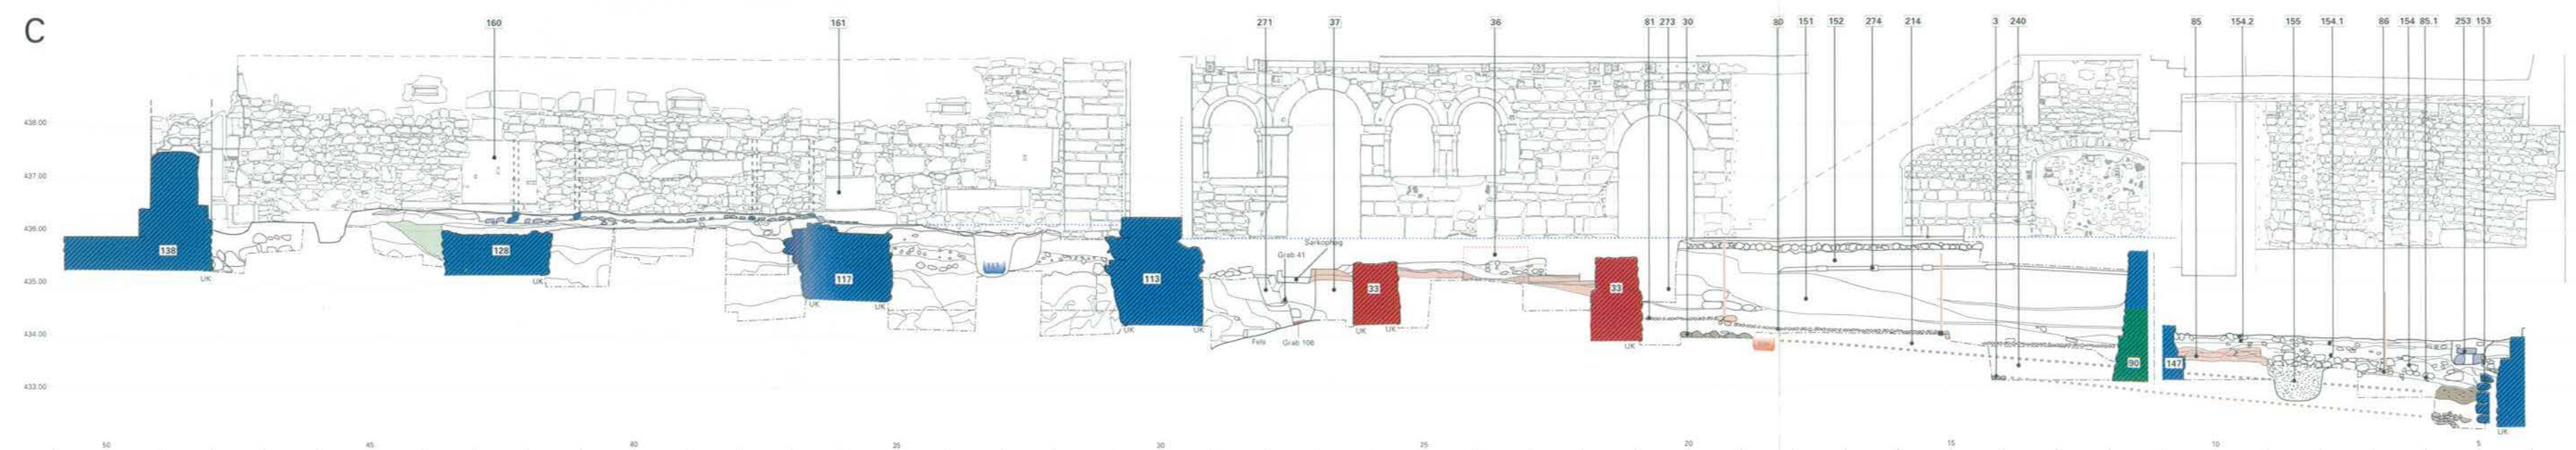 C
160 161 271 37 36 81 273 30 80 151 152 274 214 3 240 85 154.2 155 154.1 86 154 85.1 253 153
438.00
437.00
436.00
Sarkophag
138 128 Grab 41
435.00 UK UK 117 113 33 33
UK UK
434.00 UK UK UK UK
Fels Grab 106 UK
90 147
433.00
UK
50 45 40 35 30 25 20 15 10 5